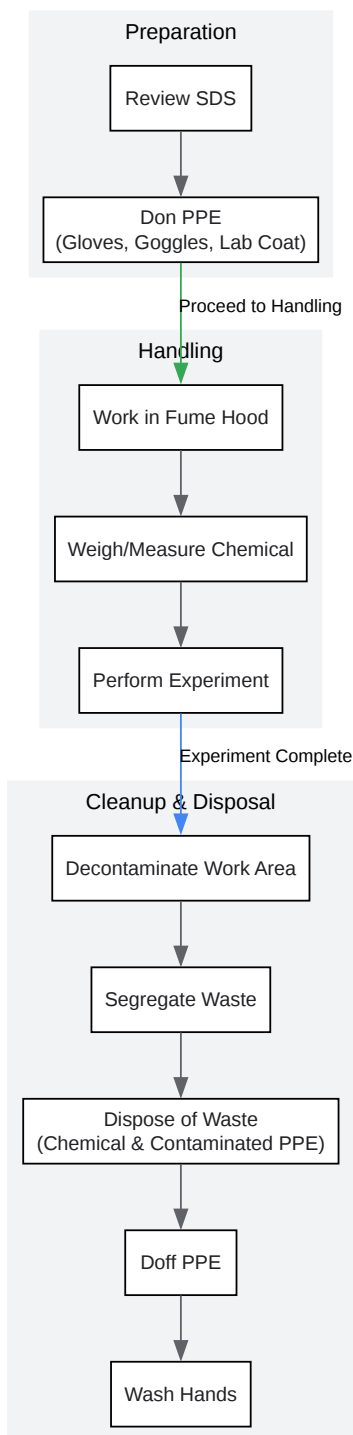 Preparation
Review SDS
Don PPE
(Gloves, Goggles, Lab Coat)
Proceed to Handling
Handling
Work in Fume Hood
Weigh/Measure Chemical
Perform Experiment
Experiment Complete
Cleanup & Disposal
Decontaminate Work Area
Segregate Waste
Dispose of Waste
(Chemical & Contaminated PPE)
Doff PPE
Wash Hands